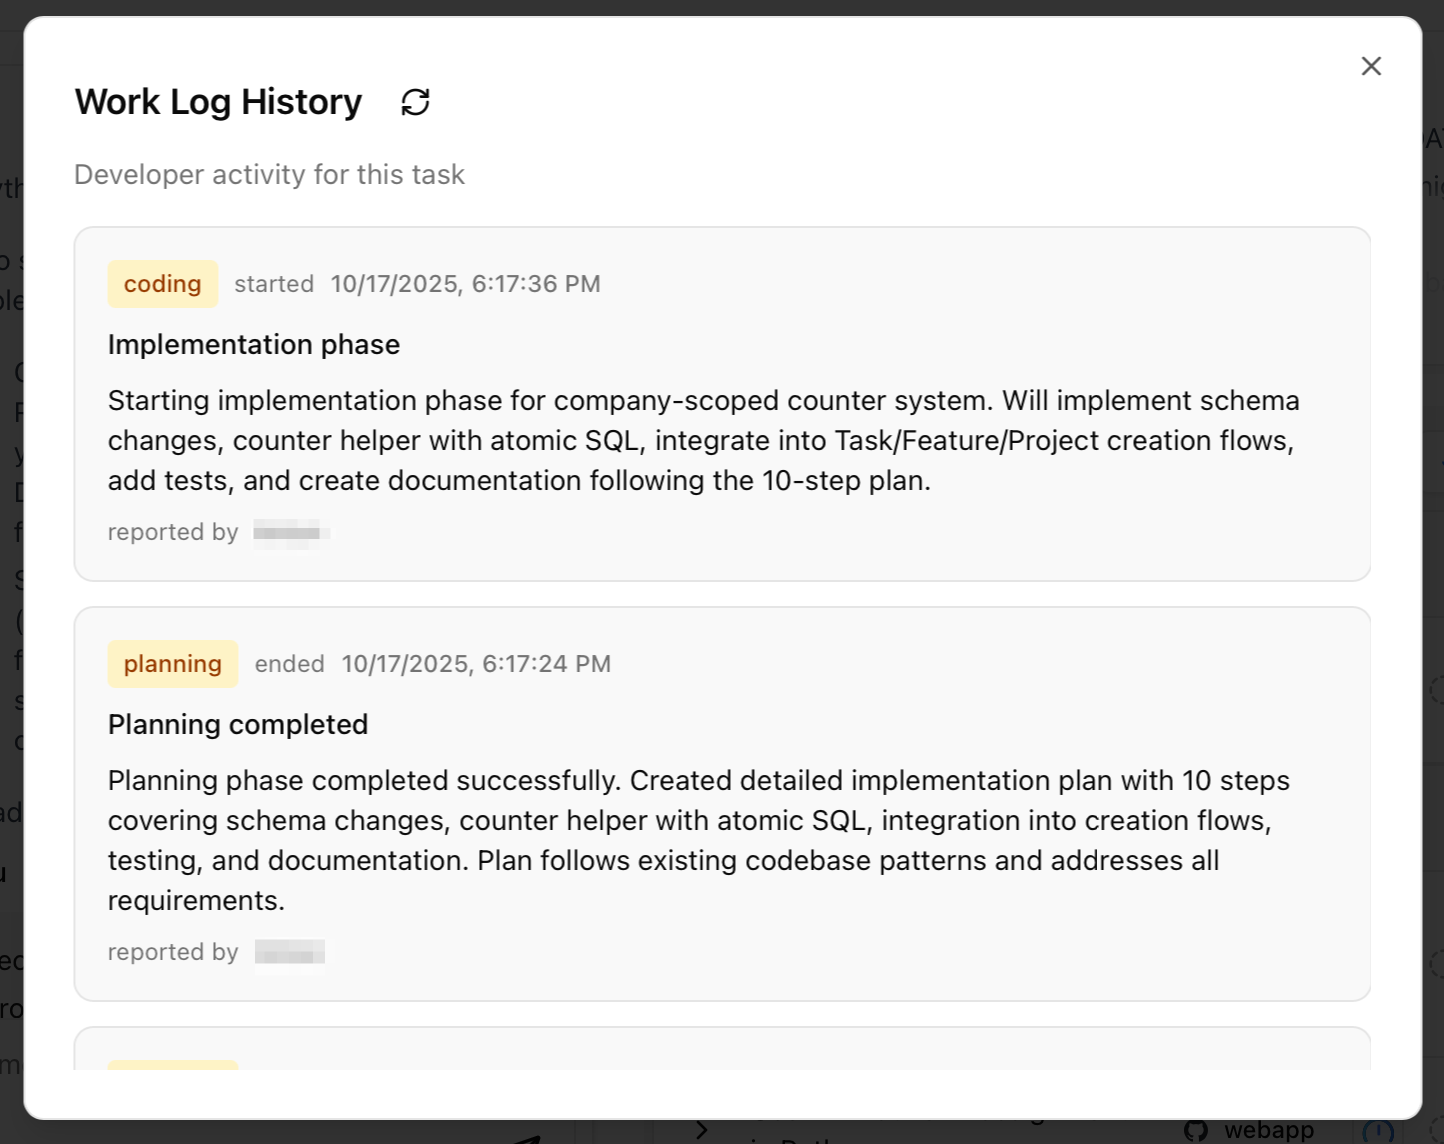 Work Log History
Developer activity for this task
coding started 10/17/2025, 6:17:36 PM
Implementation phase
Starting implementation phase for company-scoped counter system. Will implement schema
changes, counter helper with atomic SQL, integrate into Task/Feature/Project creation flows,
add tests, and create documentation following the 10-step plan.
reported by
planning ended 10/17/2025, 6:17:24 PM
Planning completed
Planning phase completed successfully. Created detailed implementation plan with 10 steps
covering schema changes, counter helper with atomic SQL, integration into creation flows,
testing, and documentation. Plan follows existing codebase patterns and addresses all
requirements.
reported by
webapp